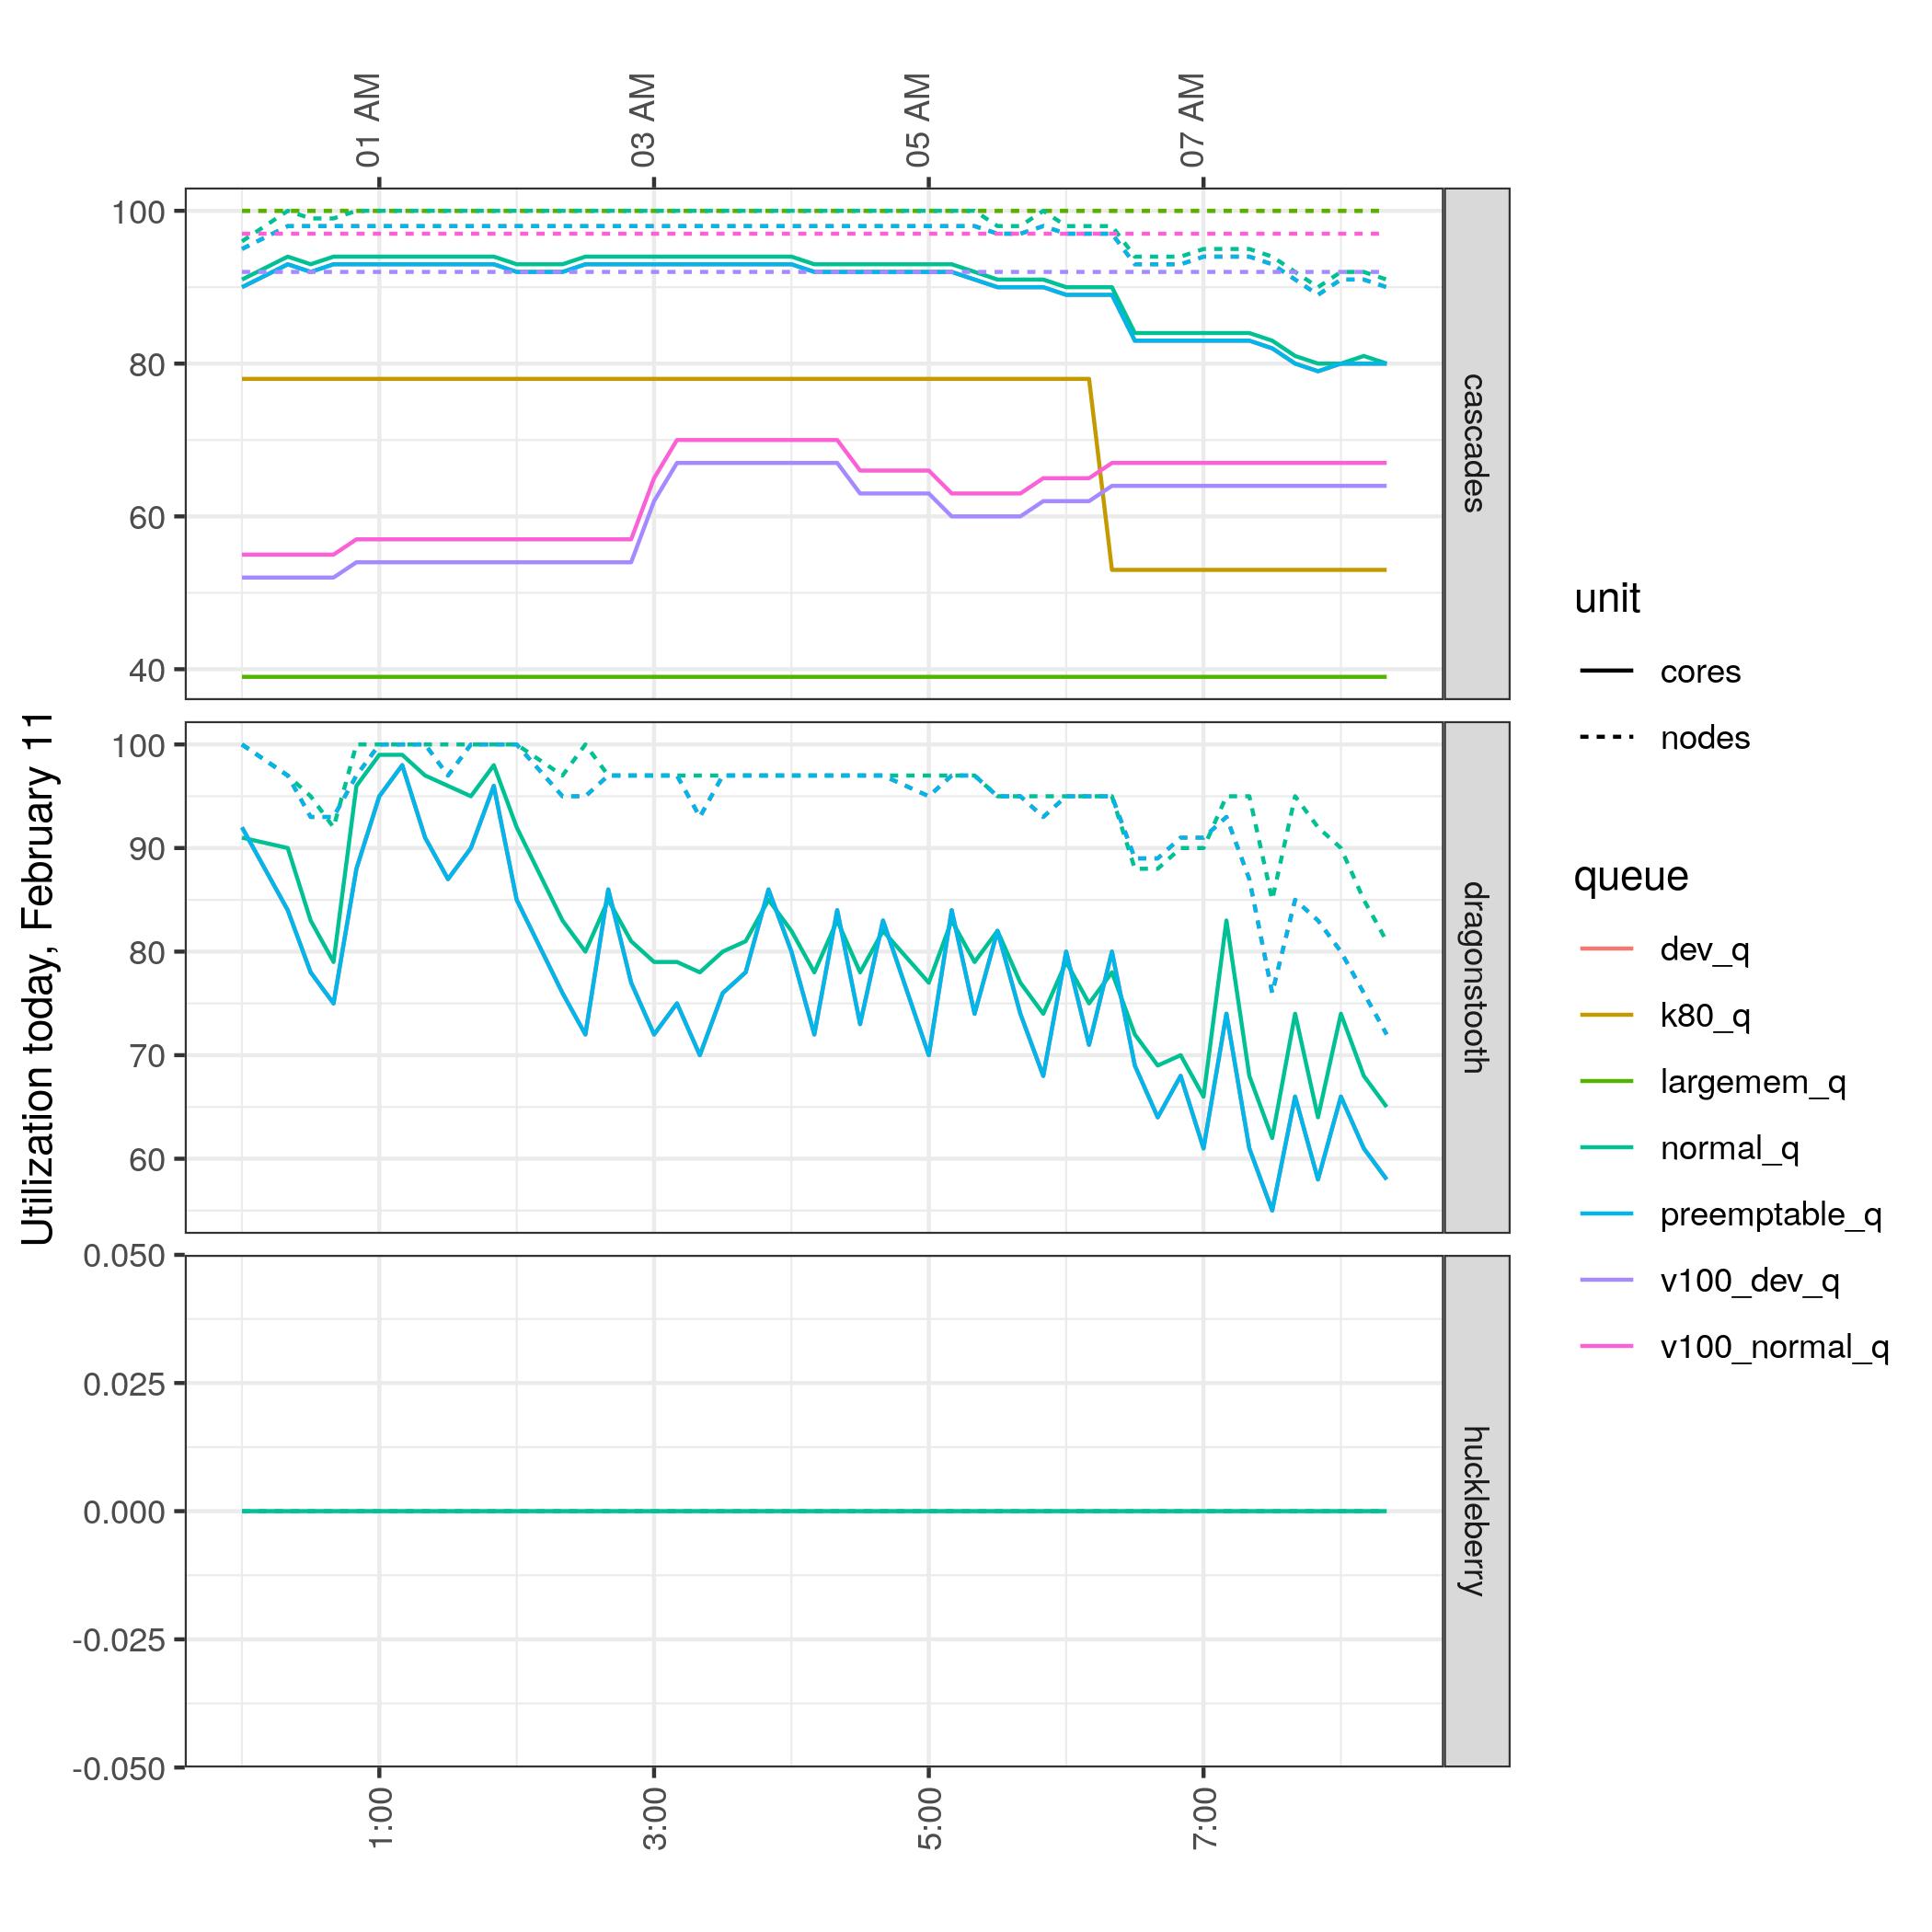 01 AM
03 AM
05 AM
07 AM
Utilization today, February 11
100
80
60
40
cascades
100
90
80
70
60
dragonstooth
0.050
0.025
0.000
-0.025
-0.050
huckleberry
1:00
3:00
5:00
7:00
unit
cores
nodes
queue
dev_q
k80_q
largemem_q
normal_q
preemptable_q
v100_dev_q
v100_normal_q